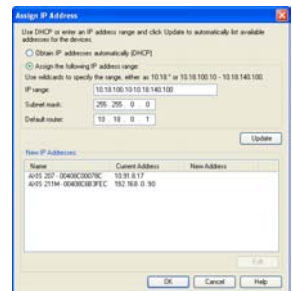 Assign IP Address
Use DHCP or enter an IP address range and click Update to automatically list available
addresses for the devices.
Obtain IP addresses automatically (DHCP)
Assign the following IP address range:
Use wildcards to specify the range, either as 10.18.* or 10.18.100.10 - 10.18.140.100.
IP range:
10.18.100.10-10.18.140.100
Subnet mask:
255. 255. 0 . 0
Default router:
10 . 18 . 0 . 1
Update
New IP Addresses:
Name Current Address New Address
AXIS 207 - 00408C00078C 10.91.8.17
AXIS 211M - 00408C8B3FEC 192.168.0.90
Edit
OK Cancel Help